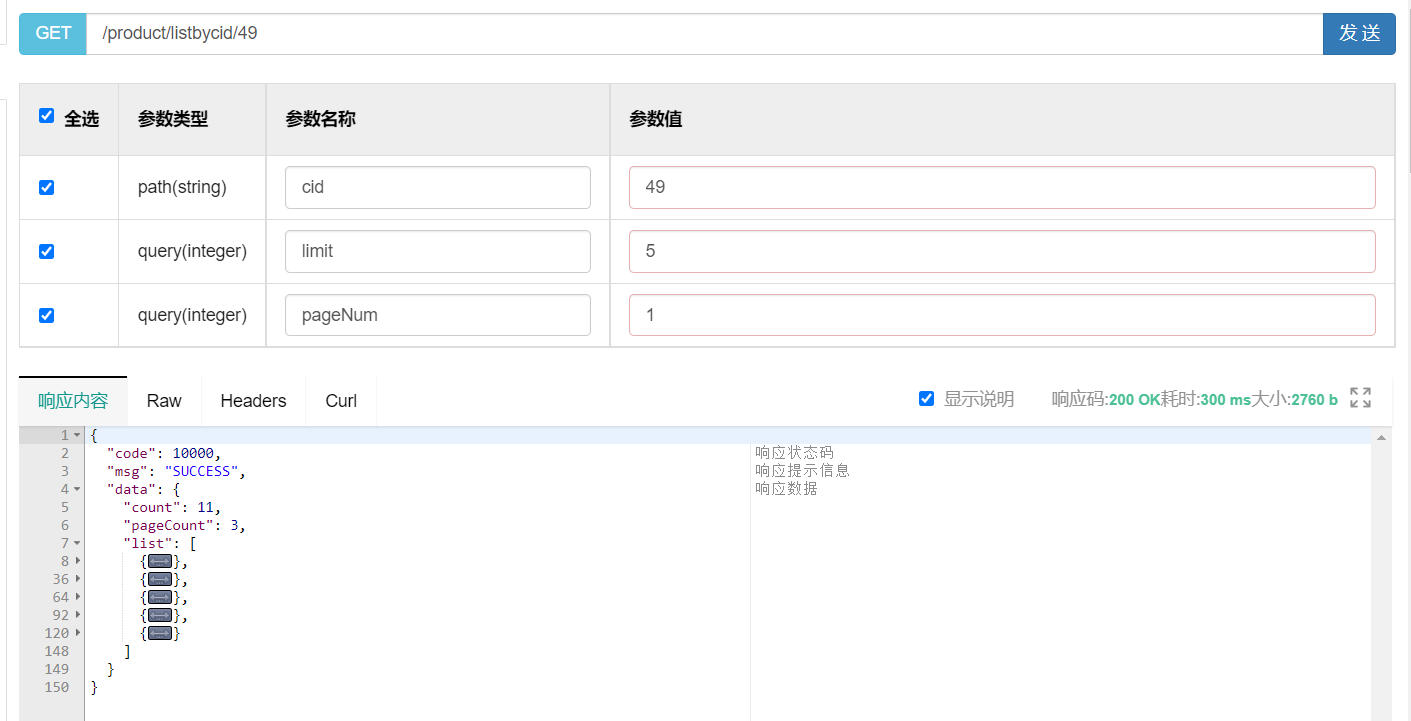 GET /product/listbycid/49 发 送
全选 参数类型 参数名称 参数值
path(string) cid 49
query(integer) limit 5
query(integer) pageNum 1
响应内容 Raw Headers Curl 显示说明 响应码:200 OK耗时:300 ms大小:2760 b
1 {
2 "code": 10000, 响应状态码
3 "msg": "SUCCESS", 响应提示信息
4 "data": { 响应数据
5 "count": 11,
6 "pageCount": 3,
7 "list": [
8 {↔},
36 {↔},
64 {↔},
92 {↔},
120 {↔}
148 ]
149 }
150 }